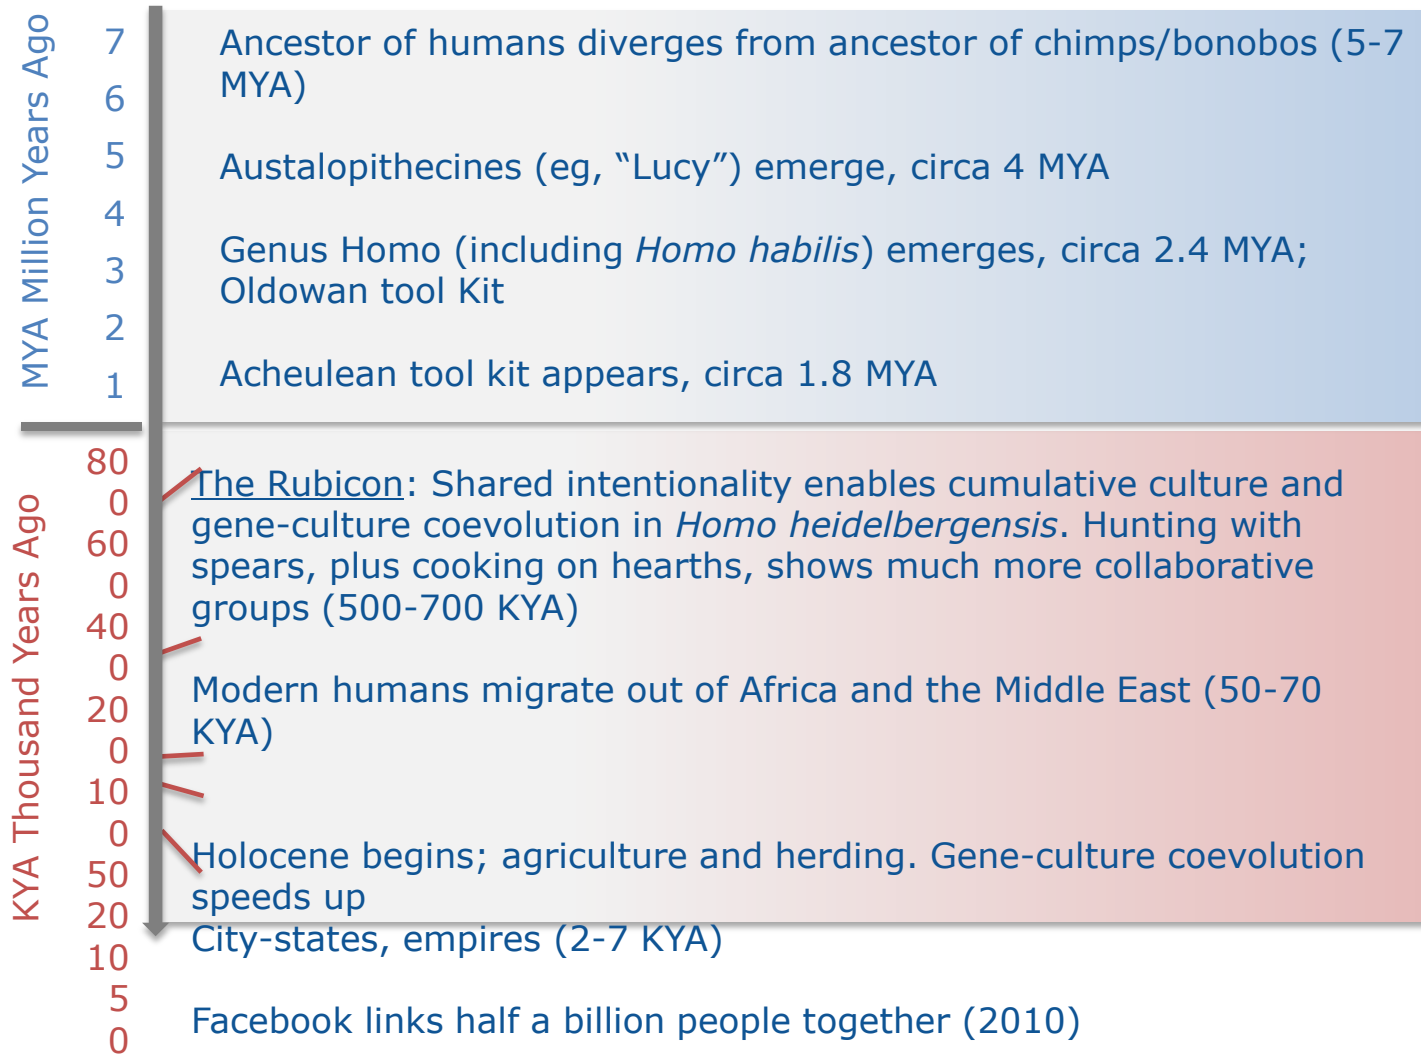 MYA Million Years Ago
7
6
5
4
3
2
1
Ancestor of humans diverges from ancestor of chimps/bonobos (5-7
MYA)
Austalopithecines (eg, “Lucy”) emerge, circa 4 MYA
Genus Homo (including Homo habilis) emerges, circa 2.4 MYA;
Oldowan tool Kit
Acheulean tool kit appears, circa 1.8 MYA
KYA Thousand Years Ago
80
0
60
0
40
0
20
0
10
0
50
20
10
5
0
The Rubicon: Shared intentionality enables cumulative culture and
gene-culture coevolution in Homo heidelbergensis. Hunting with
spears, plus cooking on hearths, shows much more collaborative
groups (500-700 KYA)
Modern humans migrate out of Africa and the Middle East (50-70
KYA)
Holocene begins; agriculture and herding. Gene-culture coevolution
speeds up
City-states, empires (2-7 KYA)
Facebook links half a billion people together (2010)